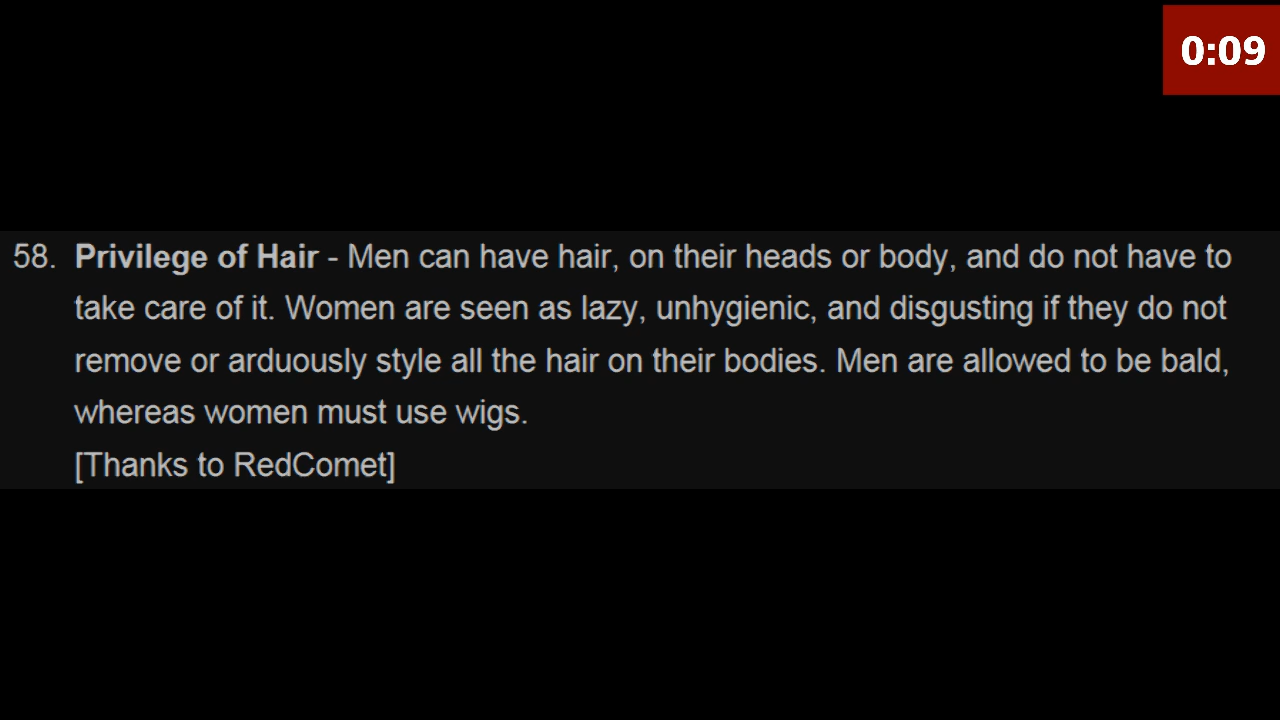 0:09
58. Privilege of Hair - Men can have hair, on their heads or body, and do not have to
take care of it. Women are seen as lazy, unhygienic, and disgusting if they do not
remove or arduously style all the hair on their bodies. Men are allowed to be bald,
whereas women must use wigs.
[Thanks to RedComet]